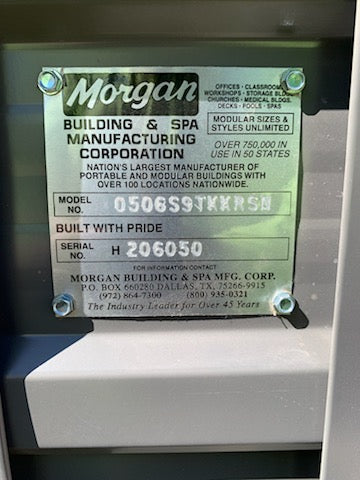 Morgan
OFFICES · CLASSROOMS
WORKSHOPS · STORAGE BLDGS
CHURCHES · MEDICAL BLDGS.
DECKS · POOLS · SPAS
BUILDING & SPA
MANUFACTURING
CORPORATION
MODULAR SIZES &
STYLES UNLIMITED
OVER 750,000 IN
USE IN 50 STATES
NATION'S LARGEST MANUFACTURER OF
PORTABLE AND MODULAR BUILDINGS WITH
OVER 100 LOCATIONS NATIONWIDE.
MODEL
NO.
BUILT WITH PRIDE
SERIAL
NO. H 206050
FOR INFORMATION CONTACT
MORGAN BUILDING & SPA MFG. CORP.
P.O. BOX 660280 DALLAS, TX, 75266-9915
(972) 864-7300 (800) 935-0321
The Industry Leader for Over 45 Years